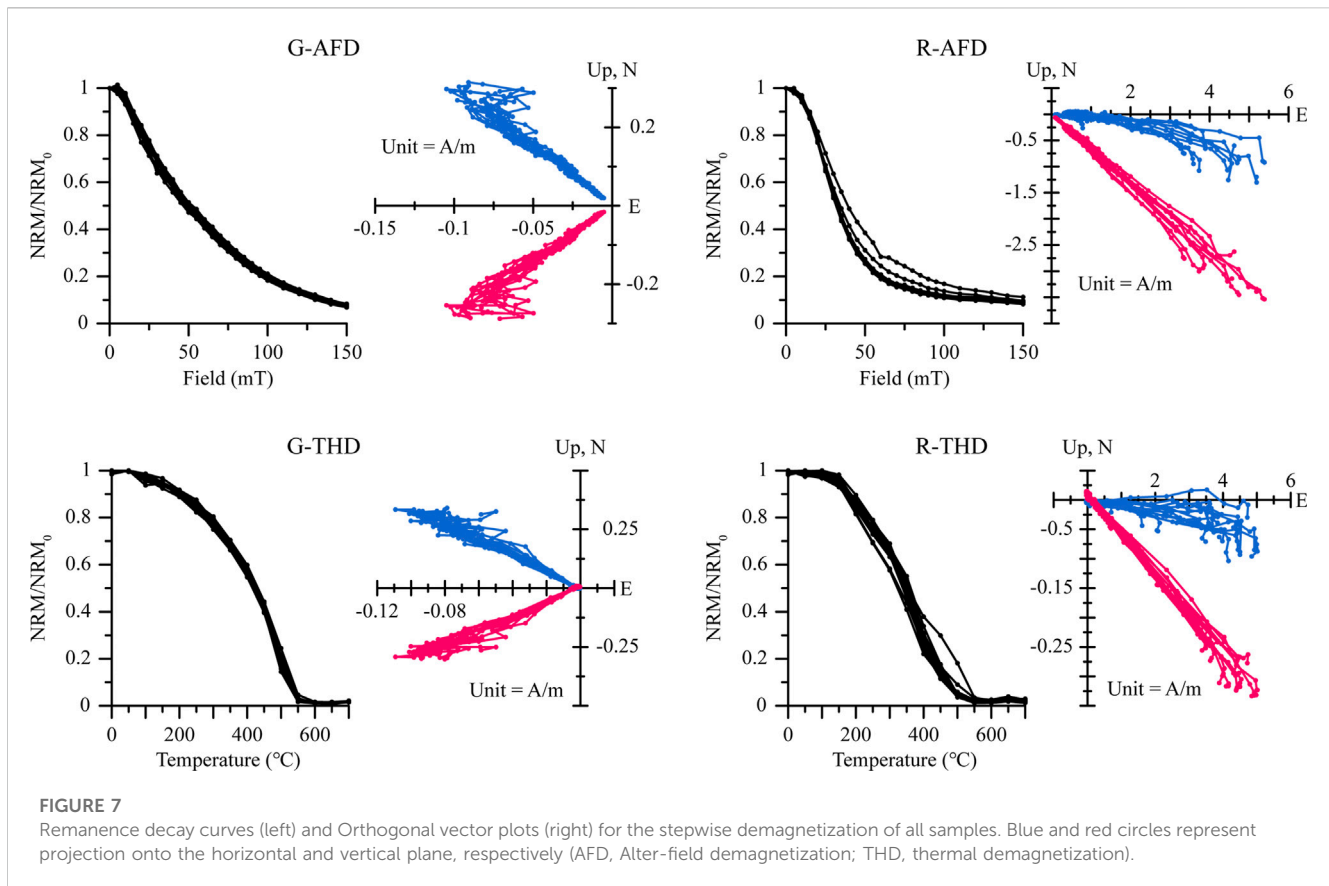 G-AFD
1
0.8
0.6
0.4
0.2
0
NRM/NRM0
0 50 100 150
Field (mT)
Up, N
0.2
Unit = A/m
E
-0.15 -0.1 -0.05
-0.2
R-AFD
1
0.8
0.6
0.4
0.2
0
NRM/NRM0
0 50 100 150
Field (mT)
Up, N
2 4 6
E
-0.5
-1.5
-2.5
Unit = A/m
G-THD
1
0.8
0.6
0.4
0.2
0
NRM/NRM0
0 200 400 600
Temperature (°C)
Up, N
0.25
E
-0.12 -0.08
-0.25
Unit = A/m
R-THD
1
0.8
0.6
0.4
0.2
0
NRM/NRM0
0 200 400 600
Temperature (°C)
Up, N
2 4 6
E
-0.5
-0.15
-0.25
Unit = A/m
FIGURE 7
Remanence decay curves (left) and Orthogonal vector plots (right) for the stepwise demagnetization of all samples. Blue and red circles represent
projection onto the horizontal and vertical plane, respectively (AFD, Alter-field demagnetization; THD, thermal demagnetization).